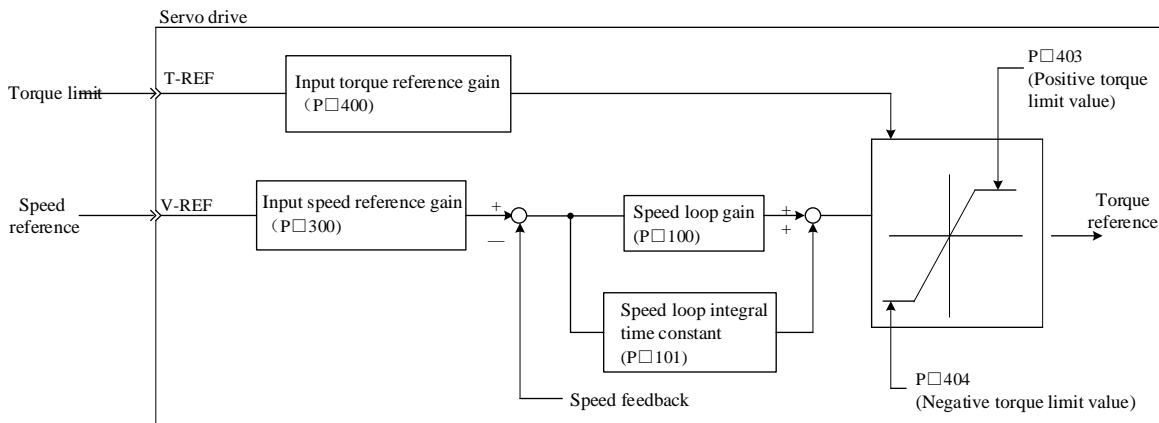 Servo drive
P□403
(Positive torque
limit value)
T-REF
Torque limit
Input torque reference gain
（P□400）
Speed
reference
V-REF
Input speed reference gain
（P□300）
+
—
Speed loop gain
(P□100)
+
+
Torque
reference
Speed loop integral
time constant
(P□101)
Speed feedback
P□404
(Negative torque limit value)